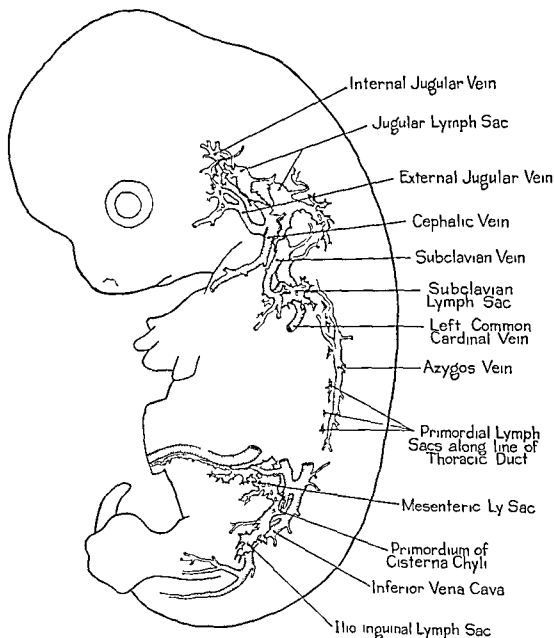 Internal Jugular Vein
Jugular Lymph Sac
External Jugular Vein
Cephalic Vein
Subclavian Vein
Subclavian
Lymph Sac
Left Common
Cardinal Vein
Azygos Vein
Primordial Lymph
Sacs along line of
Thoracic Duct
Mesenteric Ly Sac
Primordium of
Cisterna Chyli
Inferior Vena Cava
Ilio inguinal Lymph Sac